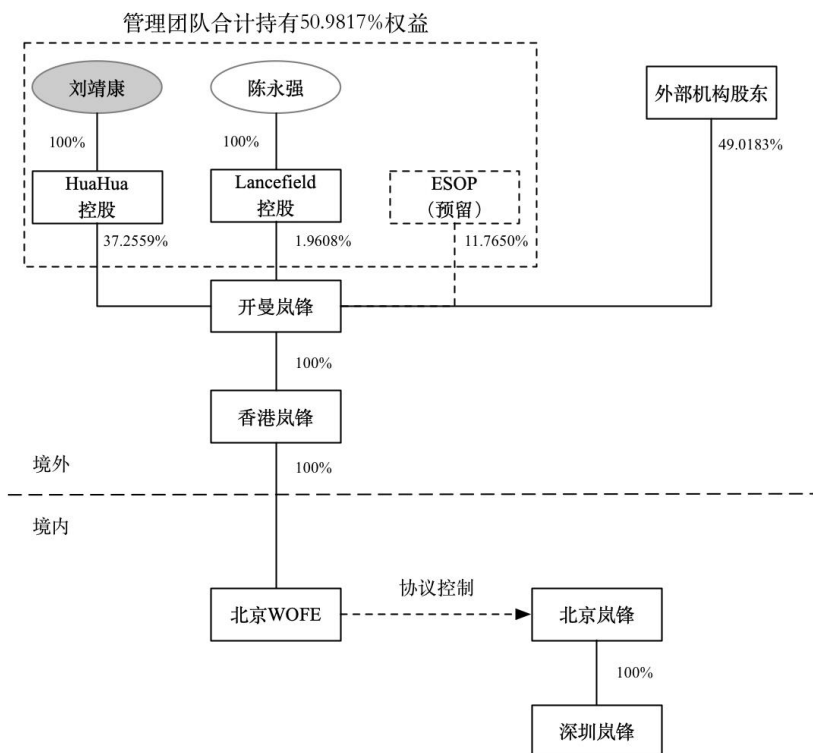 管理团队合计持有50.9817%权益
刘靖康
陈永强
外部机构股东
100%
100%
49.0183%
HuaHua
控股
Lancefield
控股
ESOP
（预留）
37.2559%
1.9608%
11.7650%
开曼岚锋
100%
香港岚锋
境外
100%
境内
北京WOFE
协议控制
北京岚锋
100%
深圳岚锋